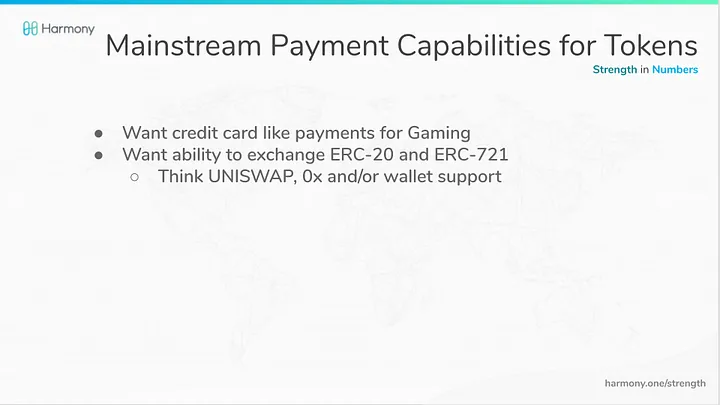 Harmony
Mainstream Payment Capabilities for Tokens
Strength in Numbers
● Want credit card like payments for Gaming
● Want ability to exchange ERC-20 and ERC-721
○ Think UNISWAP, 0x and/or wallet support
harmony.one/strength